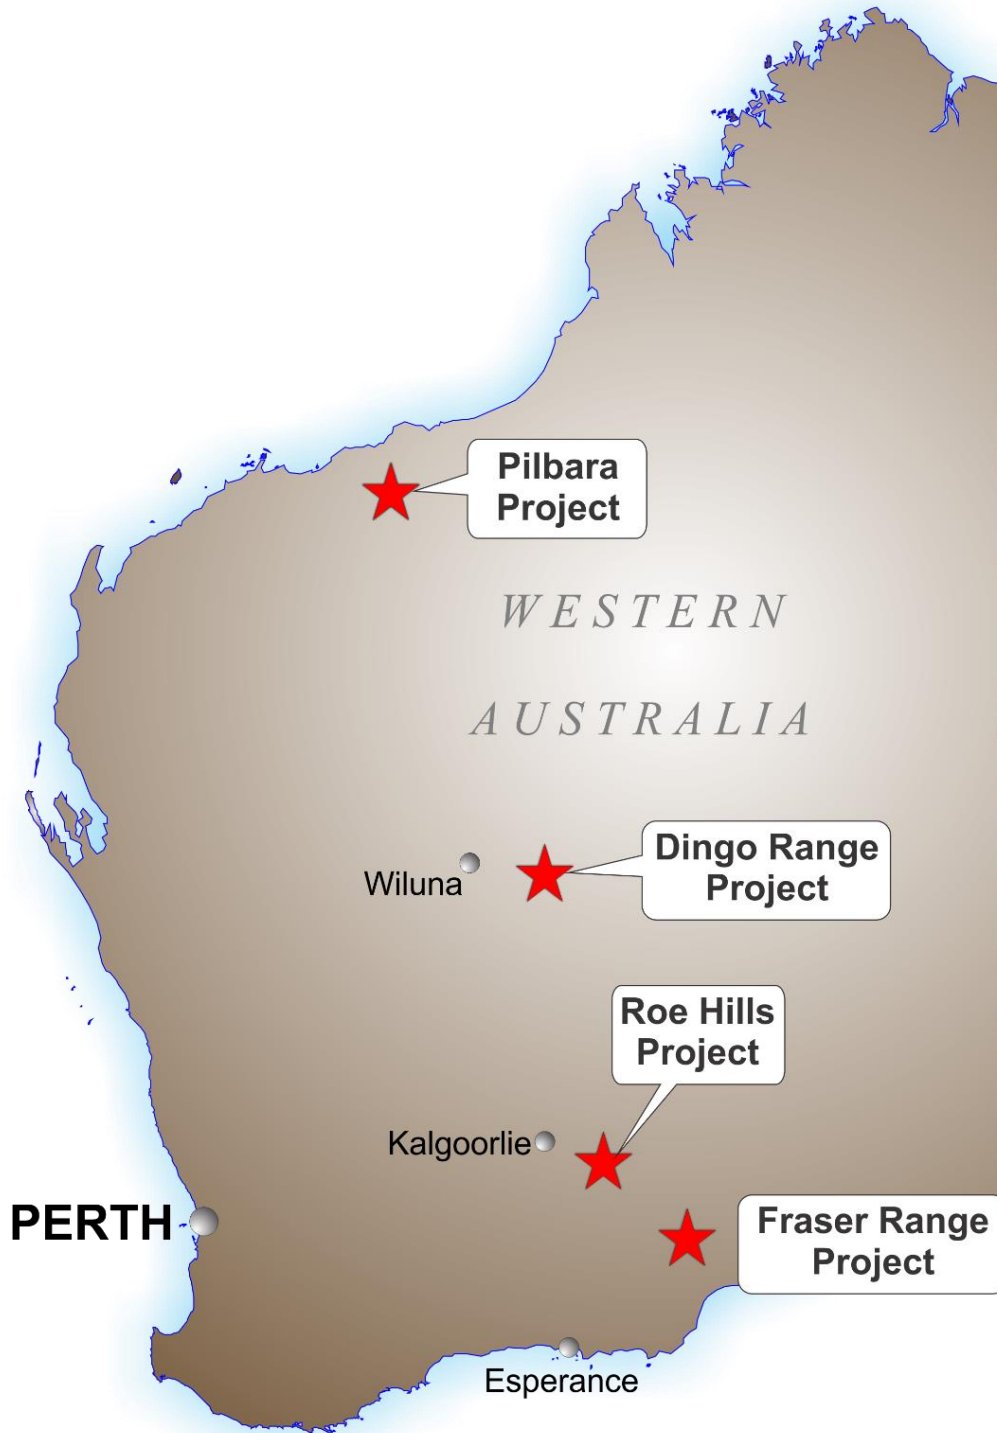 Pilbara
Project
WESTERN
AUSTRALIA
Dingo Range
Project
Wiluna
Roe Hills
Project
Kalgoorlie
PERTH
Fraser Range
Project
Esperance